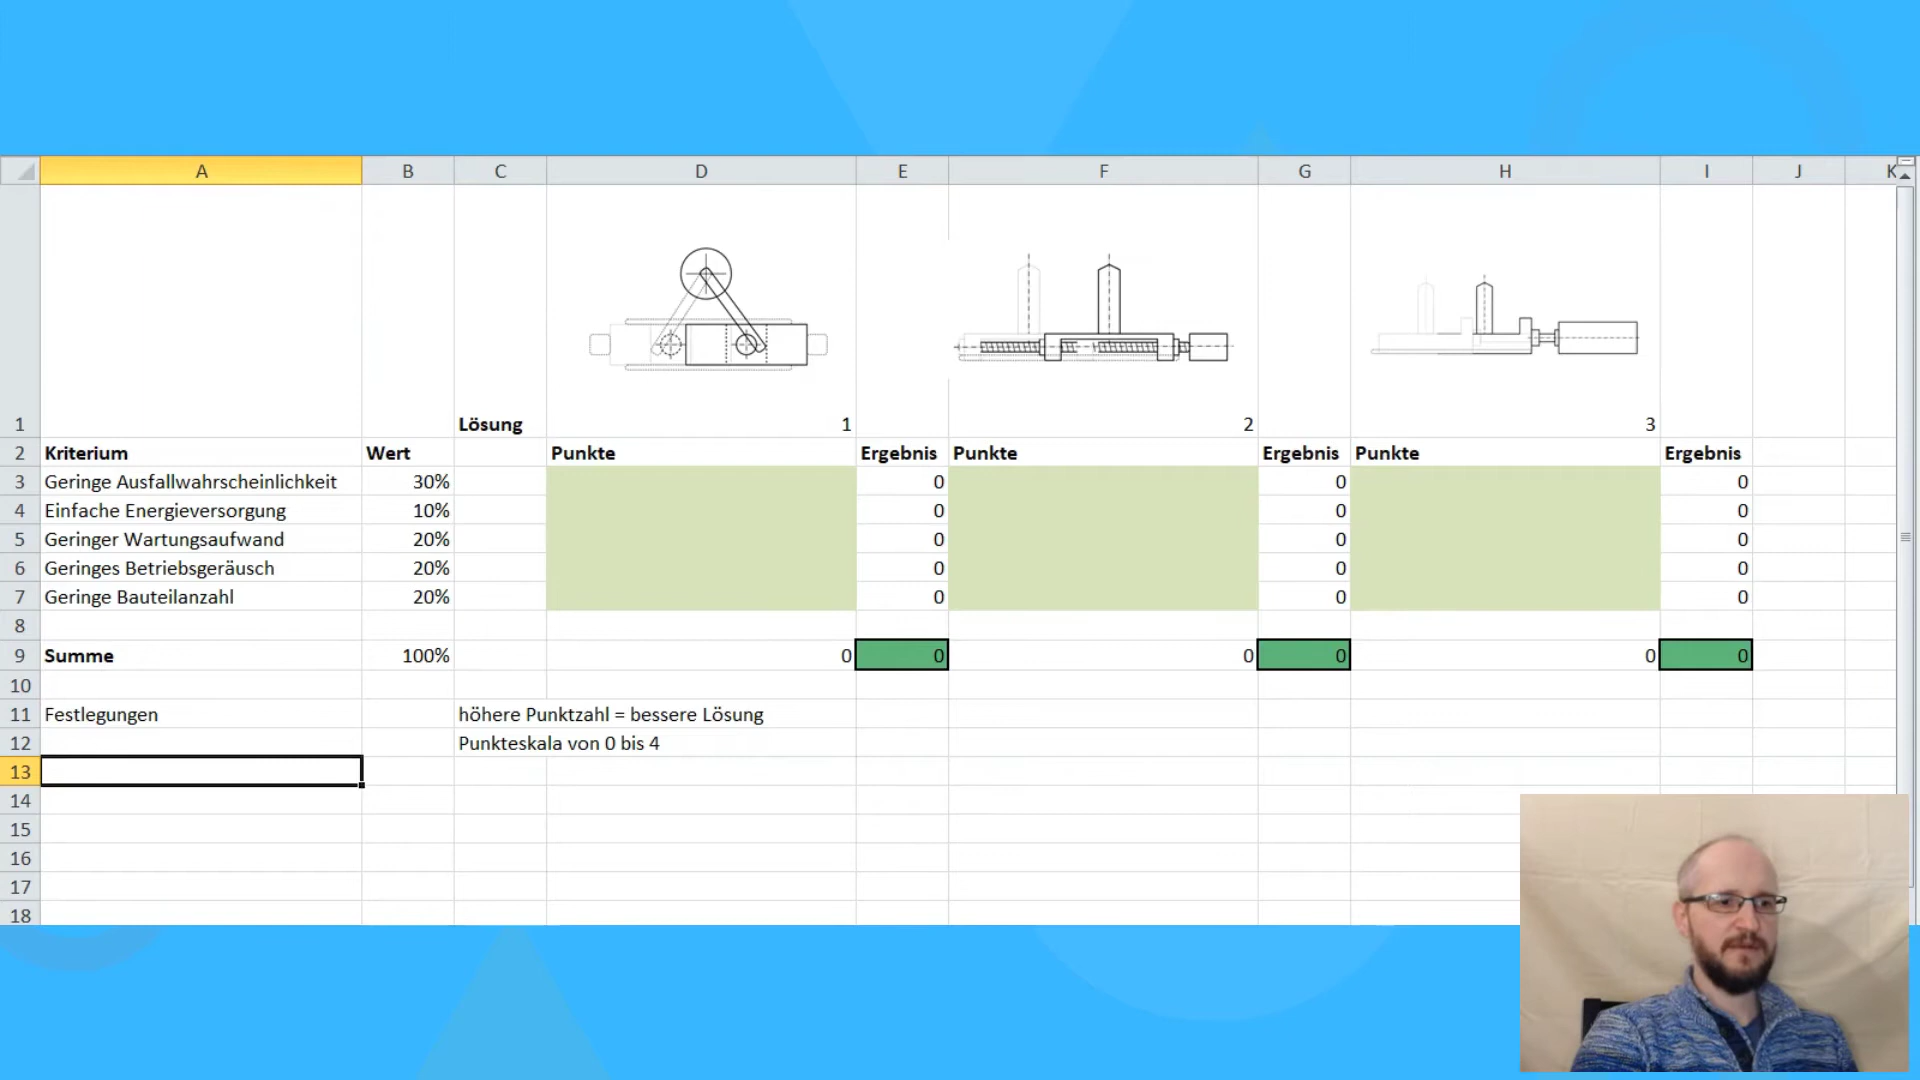 A B C D E F G H I J K
1 Lösung 1 2 3
2 Kriterium Wert Punkte Ergebnis Punkte Ergebnis Punkte Ergebnis
3 Geringe Ausfallwahrscheinlichkeit 30% 0 0 0
4 Einfache Energieversorgung 10% 0 0 0
5 Geringer Wartungsaufwand 20% 0 0 0
6 Geringes Betriebsgeräusch 20% 0 0 0
7 Geringe Bauteilanzahl 20% 0 0 0
8
9 Summe 100% 0 0 0 0 0 0
10
11 Festlegungen höhere Punktzahl = bessere Lösung
12 Punkteskala von 0 bis 4
13
14
15
16
17
18